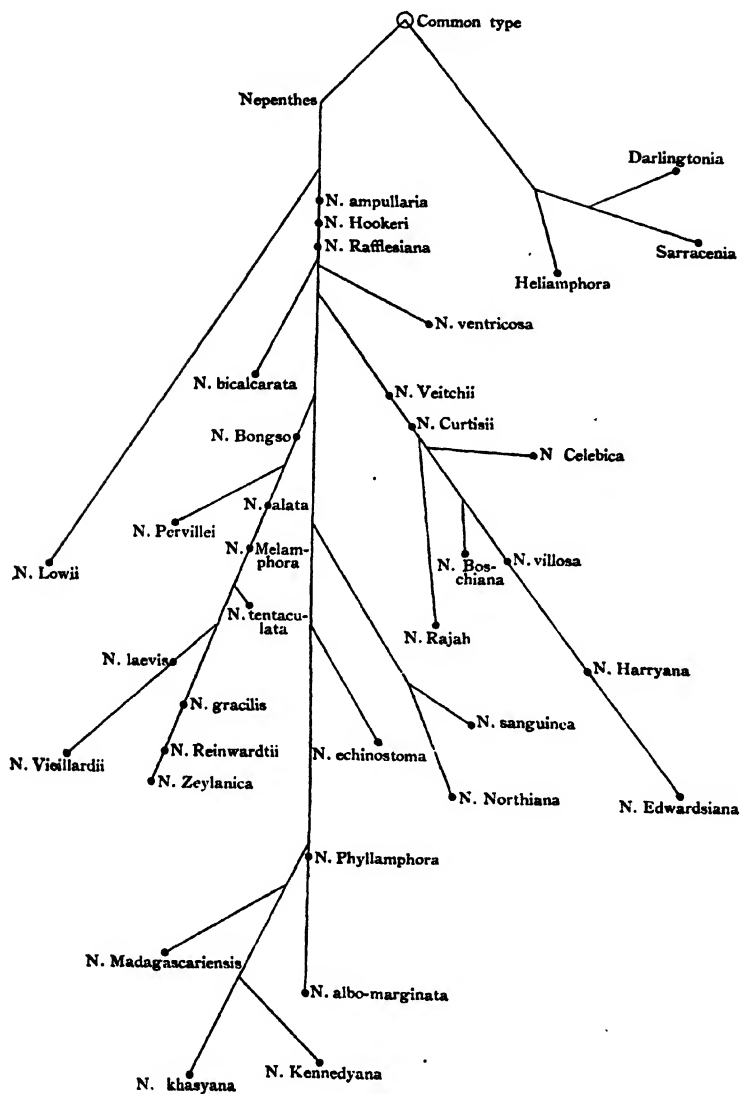 Common type
Nepenthes
Darlingtonia
N. ampullaria
N. Hookeri
N. Rafflesiana
Sarracenia
Heliamphora
N. ventricosa
N. bicalcarata
N. Veitchii
N. Curtisii
N. Bongso
N Celebica
N. alata
N. Pervillei
N. Melam-
phora
N. Lowii
N. Bos-
chiana
N. villosa
N. tentacu-
lata
N. Rajah
N. laevis
N. Harryana
N. gracilis
N. sanguinea
N. Vieillardii
N. Reinwardtii
N. echinostoma
N. Zeylanica
N. Northiana
N. Edwardsiana
N. Phyllamphora
N. Madagascariensis
N. albo-marginata
N. Kennedyana
N. khasyana